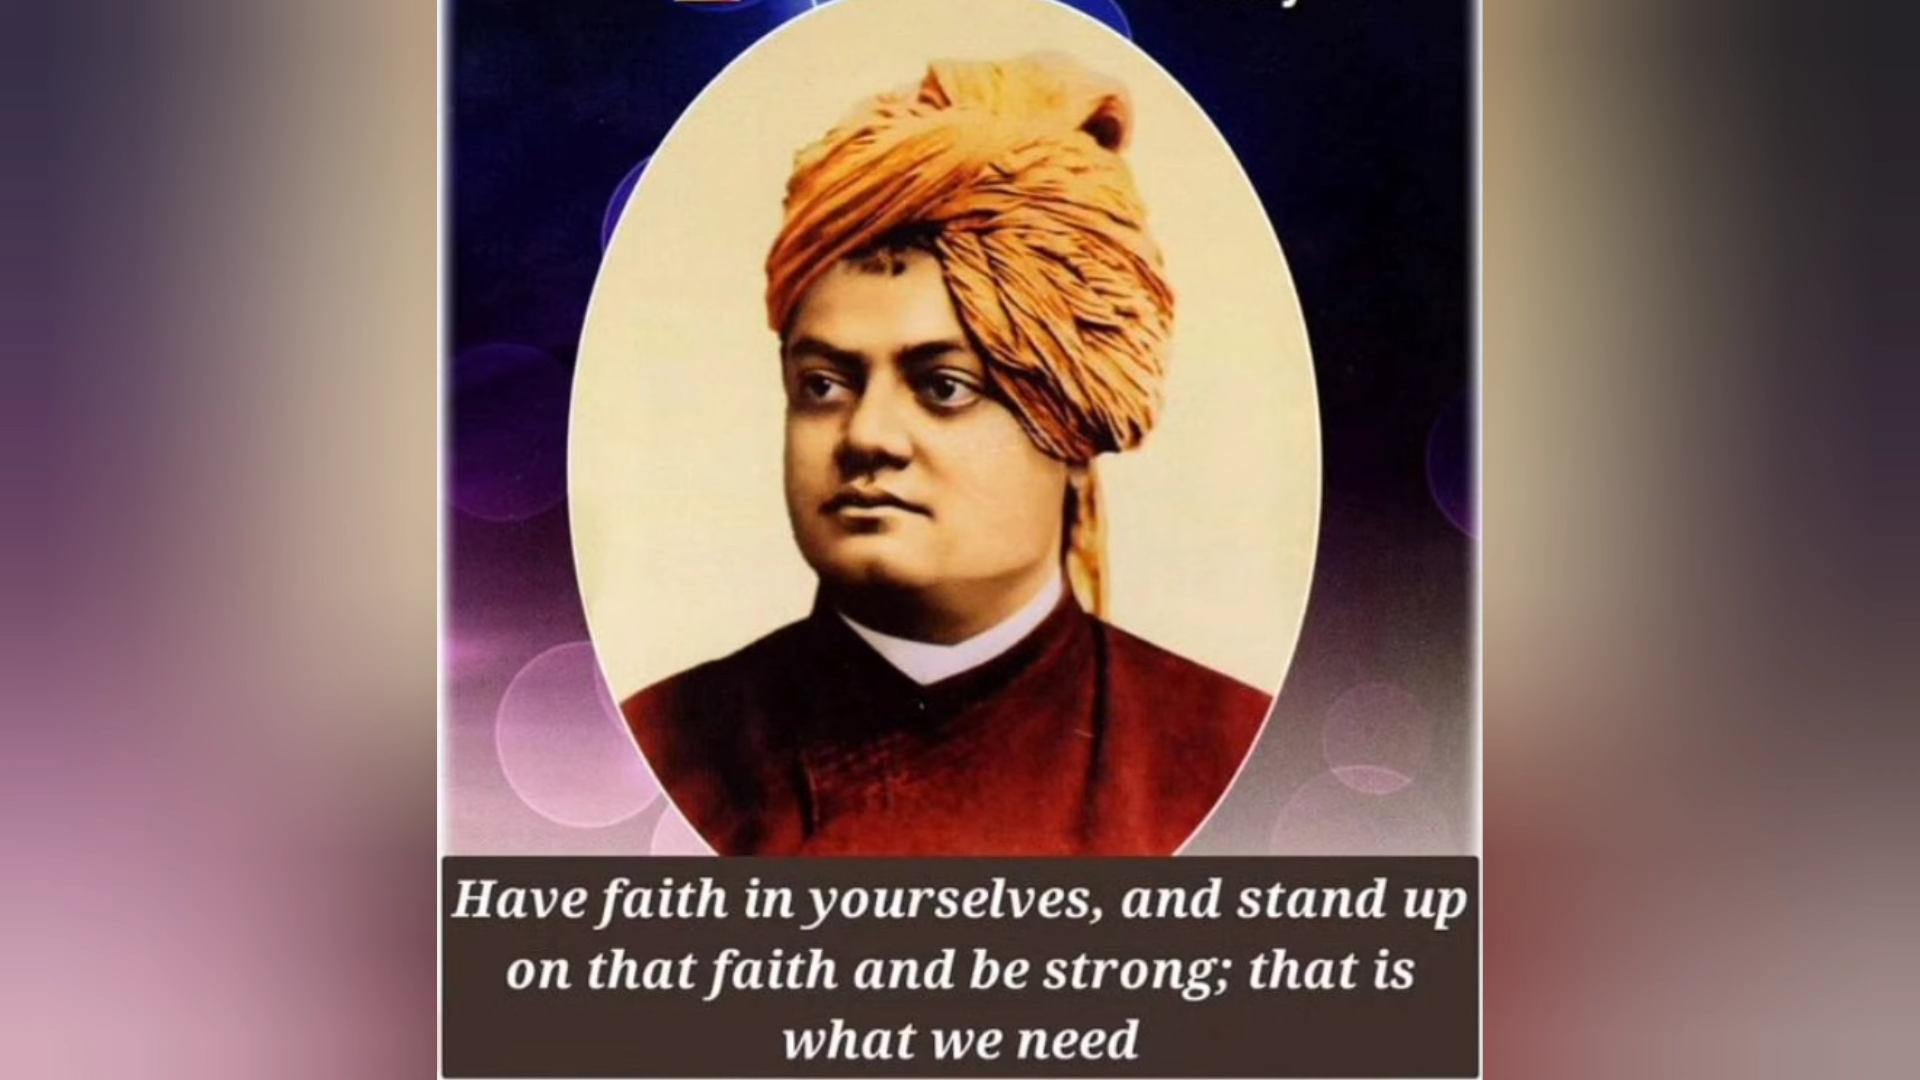 Have faith in yourselves, and stand up
on that faith and be strong; that is
what we need